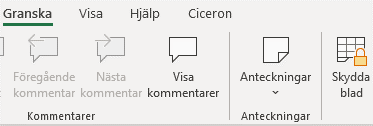 Granska Visa Hjälp Ciceron
Föregående kommentar
Nästa kommentar
Visa kommentarer
Anteckningar
Skydda blad
Kommentarer
Anteckningar